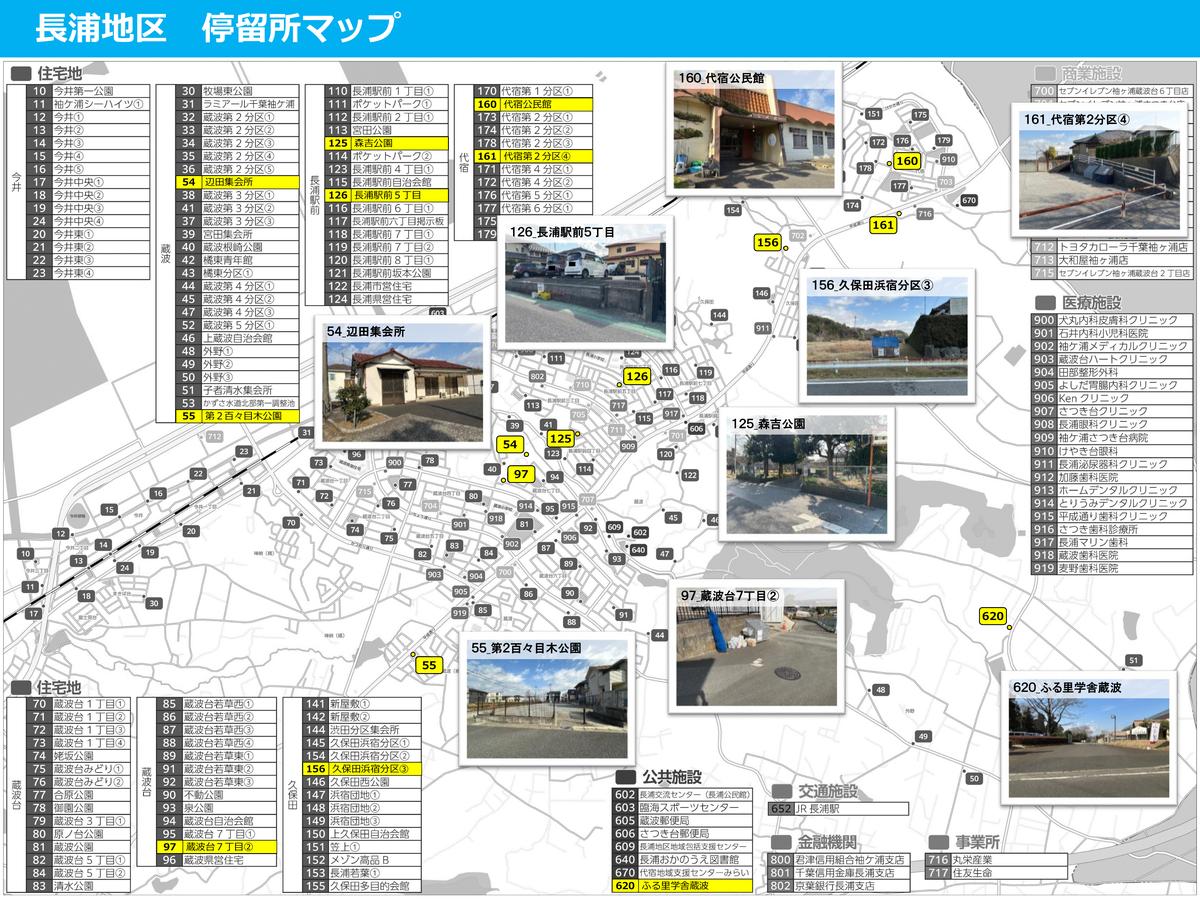 長浦地区　停留所マップ
住宅地
今井
10 今井第一公園
11 袖ケ浦シーハイツ①
12 今井①
13 今井②
14 今井③
15 今井④
16 今井⑤
17 今井中央①
18 今井中央②
19 今井中央③
24 今井中央④
20 今井東①
21 今井東②
22 今井東③
23 今井東④
蔵波
30 牧場東公園
31 ラミアール千葉袖ケ浦
32 蔵波第２分区①
33 蔵波第２分区②
34 蔵波第２分区③
35 蔵波第２分区④
36 蔵波第２分区⑤
54 辺田集会所
38 蔵波第３分区①
41 蔵波第３分区②
37 蔵波第３分区③
39 宮田集会所
40 蔵波根崎公園
42 橘東青年館
43 橘東分区①
44 蔵波第４分区①
45 蔵波第４分区②
47 蔵波第４分区③
52 蔵波第５分区①
46 上蔵波自治会館
48 外野①
49 外野②
50 外野③
51 子者清水集会所
53 かずさ水道北部第一調整池
55 第２百々目木公園
長浦駅前
110 長浦駅前１丁目①
111 ポケットパーク①
112 長浦駅前２丁目①
113 宮田公園
125 森吉公園
114 ポケットパーク②
123 長浦駅前４丁目①
115 長浦駅前自治会館
126 長浦駅前５丁目
116 長浦駅前６丁目①
117 長浦駅前六丁目掲示板
118 長浦駅前７丁目①
119 長浦駅前７丁目②
120 長浦駅前８丁目①
121 長浦駅前坂本公園
122 長浦市営住宅
124 長浦県営住宅
代宿
170 代宿第１分区①
160 代宿公民館
173 代宿第２分区①
174 代宿第２分区②
178 代宿第２分区③
161 代宿第２分区④
171 代宿第４分区①
172 代宿第４分区②
176 代宿第５分区①
177 代宿第６分区①
175
179
160_代宿公民館
161_代宿第2分区④
126_長浦駅前5丁目
156_久保田浜宿分区③
54_辺田集会所
125_森吉公園
97_蔵波台7丁目②
55_第2百々目木公園
620_ふる里学舎蔵波
商業施設
700 セブンイレブン袖ヶ浦蔵波台６丁目店
712 トヨタカローラ千葉袖ヶ浦店
713 大和屋袖ヶ浦店
715 セブンイレブン袖ヶ浦蔵波台２丁目店
医療施設
900 犬丸内科皮膚科クリニック
901 石井内科小児科医院
902 袖ケ浦メディカルクリニック
903 蔵波台ハートクリニック
904 田部整形外科
905 よしだ胃腸内科クリニック
906 Ken クリニック
907 さつき台クリニック
908 長浦眼科クリニック
909 袖ケ浦さつき台病院
910 けやき台眼科
911 長浦泌尿器科クリニック
912 加藤歯科医院
913 ホームデンタルクリニック
914 とりうみデンタルクリニック
915 平成通り歯科クリニック
916 さつき歯科診療所
917 長浦マリン歯科
918 蔵波歯科医院
919 麦野歯科医院
住宅地
蔵波台
70 蔵波台１丁目①
71 蔵波台１丁目②
72 蔵波台１丁目③
73 蔵波台１丁目④
74 姥坂公園
75 蔵波台みどり①
76 蔵波台みどり②
77 合原公園
78 御園公園
79 蔵波台３丁目①
80 原ノ台公園
81 蔵波公園
82 蔵波台５丁目①
84 蔵波台５丁目②
83 清水公園
蔵波台
85 蔵波台若草西①
86 蔵波台若草西②
87 蔵波台若草西③
88 蔵波台若草西④
89 蔵波台若草東①
91 蔵波台若草東②
92 蔵波台若草東③
90 不動公園
93 泉公園
94 蔵波台自治会館
95 蔵波台７丁目①
97 蔵波台７丁目②
96 蔵波県営住宅
久保田
141 新屋敷①
142 新屋敷②
144 渋田分区集会所
145 久保田浜宿分区①
154 久保田浜宿分区②
156 久保田浜宿分区③
146 久保田西公園
147 浜宿団地①
148 浜宿団地②
149 浜宿団地③
150 上久保田自治会館
151 笠上①
152 メゾン高品Ｂ
153 長浦若葉①
155 久保田多目的会館
公共施設
602 長浦交流センター（長浦公民館）
603 臨海スポーツセンター
605 蔵波郵便局
606 さつき台郵便局
609 長浦地区地域包括支援センター
640 長浦おかのうえ図書館
670 代宿地域支援センターみらい
620 ふる里学舎蔵波
交通施設
652 JR 長浦駅
金融機関
800 君津信用組合袖ケ浦支店
801 千葉信用金庫長浦支店
802 京葉銀行長浦支店
事業所
716 丸栄産業
717 住友生命